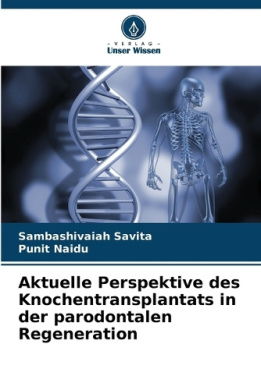 VERLAG
Unser Wissen
Sambashivaiah Savita
Punit Naidu
Aktuelle Perspektive des
Knochentransplantats in
der parodontalen
Regeneration